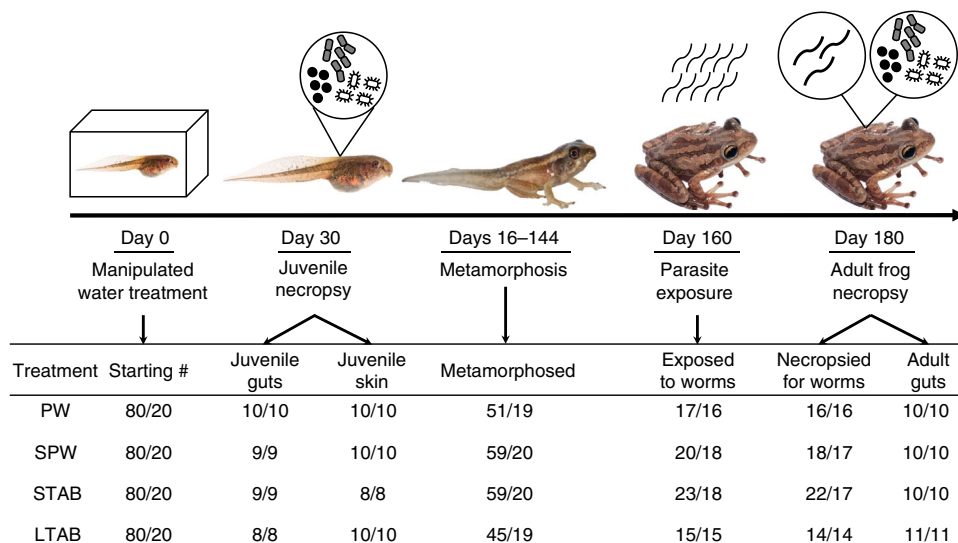 Day 0
Day 30
Days 16–144
Day 160
Day 180
Manipulated
water treatment
Juvenile
necropsy
Metamorphosis
Parasite
exposure
Adult frog
necropsy
Treatment Starting # Juvenile guts Juvenile skin Metamorphosed Exposed to worms Necropsied for worms Adult guts
PW 80/20 10/10 10/10 51/19 17/16 16/16 10/10
SPW 80/20 9/9 10/10 59/20 20/18 18/17 10/10
STAB 80/20 9/9 8/8 59/20 23/18 22/17 10/10
LTAB 80/20 8/8 10/10 45/19 15/15 14/14 11/11